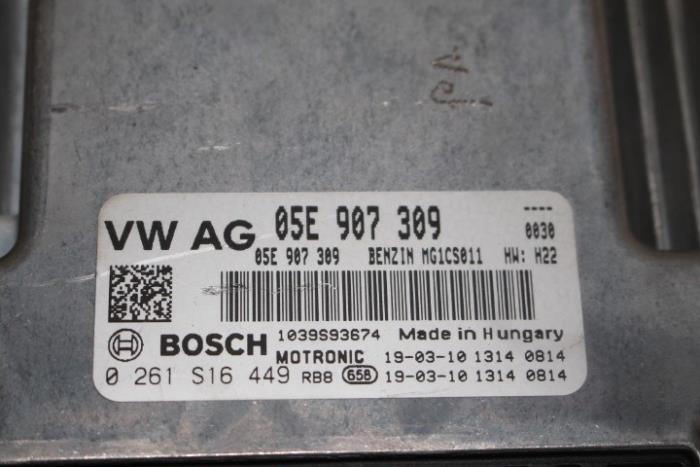 VW AG 05E 907 309 ----
0030
05E 907 309 BENZIN MG1CS011 HW: H22
BOSCH 1039S93674 Made in Hungary
MOTRONIC 19-03-10 1314 0814
0 261 S16 449 RB8 65B 19-03-10 1314 0814